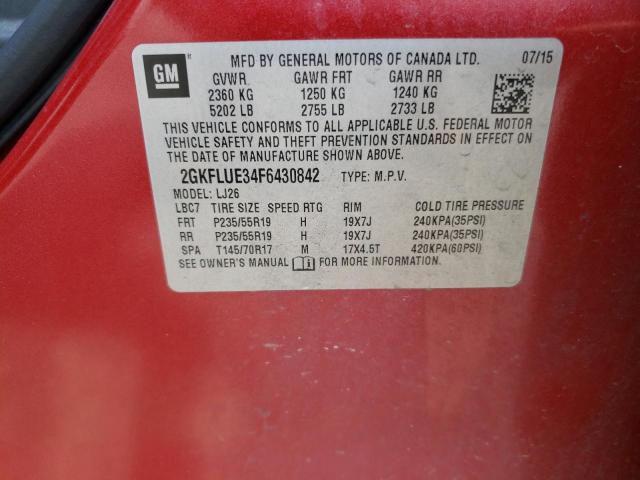 GM
MFD BY GENERAL MOTORS OF CANADA LTD. 07/15
GVWR GAWR FRT GAWR RR
2360 KG 1250 KG 1240 KG
5202 LB 2755 LB 2733 LB
THIS VEHICLE CONFORMS TO ALL APPLICABLE U.S. FEDERAL MOTOR
VEHICLE SAFETY AND THEFT PREVENTION STANDARDS IN EFFECT ON
THE DATE OF MANUFACTURE SHOWN ABOVE.
2GKFLUE34F6430842 TYPE: M.P.V.
MODEL: LJ26
LBC7 TIRE SIZE SPEED RTG RIM COLD TIRE PRESSURE
FRT P235/55R19 H 19X7J 240KPA(35PSI)
RR P235/55R19 H 19X7J 240KPA(35PSI)
SPA T145/70R17 M 17X4.5T 420KPA(60PSI)
SEE OWNER'S MANUAL FOR MORE INFORMATION.